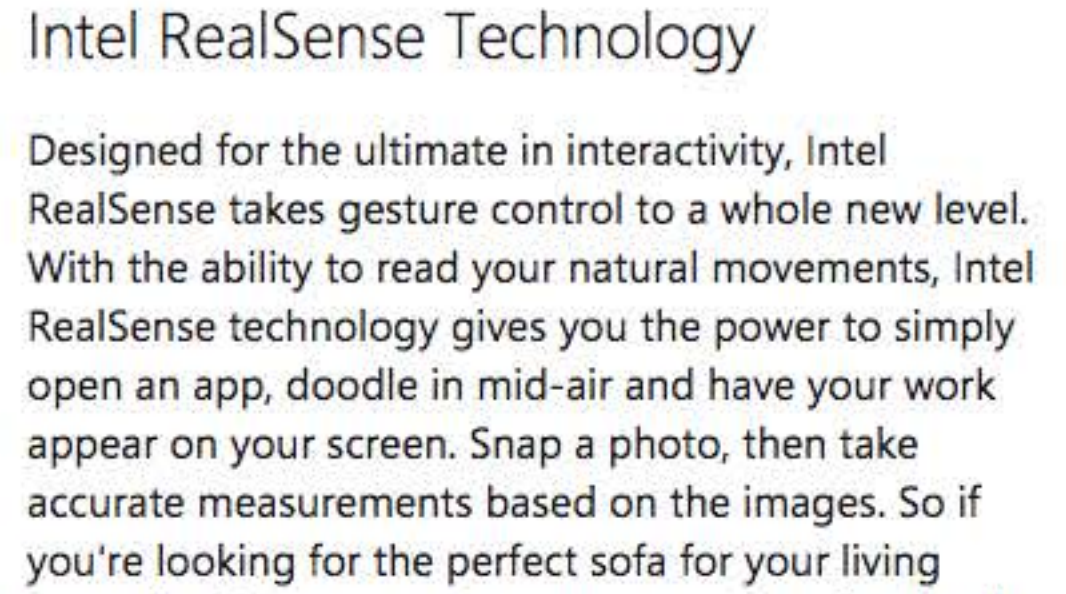 Intel RealSense Technology
Designed for the ultimate in interactivity, Intel
RealSense takes gesture control to a whole new level.
With the ability to read your natural movements, Intel
RealSense technology gives you the power to simply
open an app, doodle in mid-air and have your work
appear on your screen. Snap a photo, then take
accurate measurements based on the images. So if
you're looking for the perfect sofa for your living